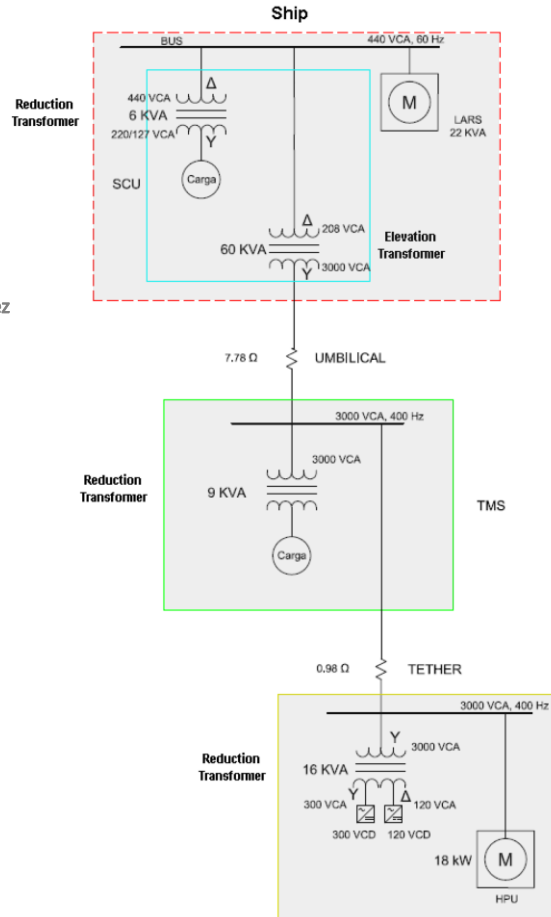 Ship
BUS
440 VCA, 60 Hz
Reduction
Transformer
440 VCA
Δ
6 KVA
220/127 VCA
Y
M
LARS
22 KVA
SCU
Carga
Δ
208 VCA
60 KVA
3000 VCA
Y
Elevation
Transformer
ez
7.78 Ω
UMBILICAL
3000 VCA, 400 Hz
Reduction
Transformer
3000 VCA
9 KVA
TMS
Carga
0.98 Ω
TETHER
3000 VCA, 400 Hz
Reduction
Transformer
Y
3000 VCA
16 KVA
Y
Δ
300 VCA
120 VCA
300 VCD
120 VCD
18 kW
M
HPU